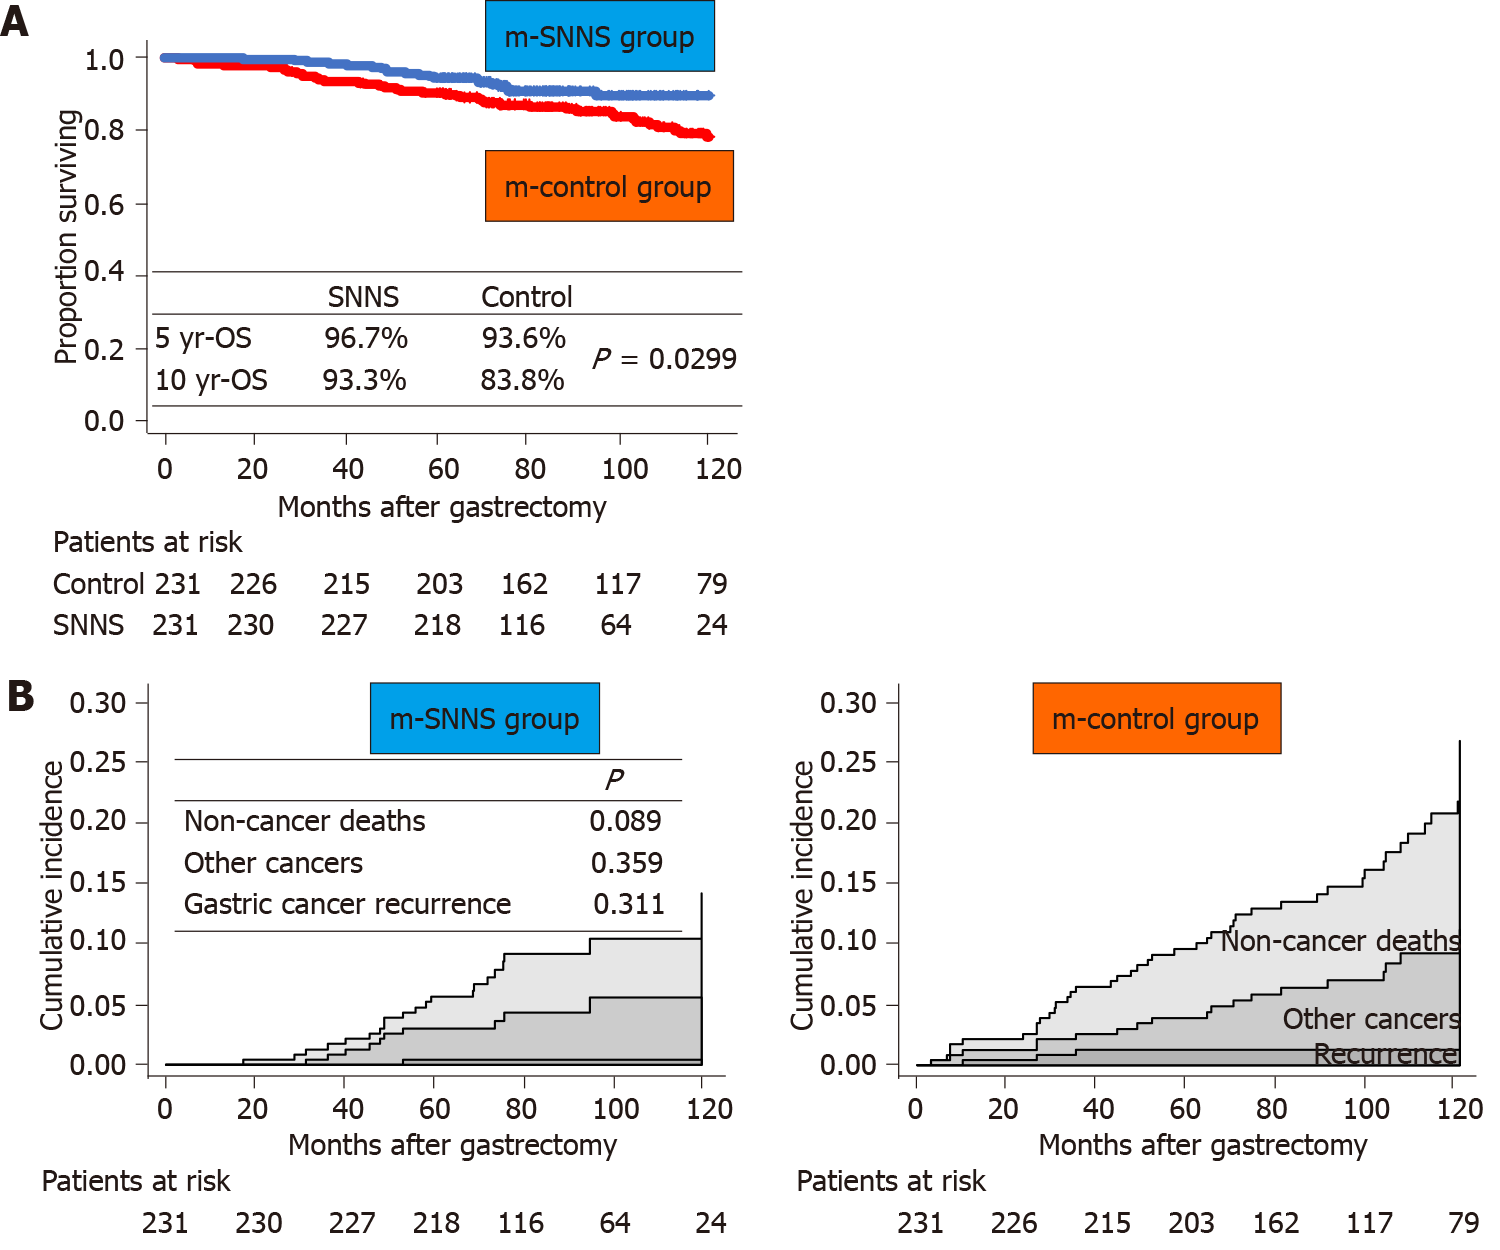 A
m-SNNS group
m-control group
Proportion surviving
1.0
0.8
0.6
0.4
0.2
0.0
SNNS Control
5 yr-OS 96.7% 93.6%
P = 0.0299
10 yr-OS 93.3% 83.8%
0 20 40 60 80 100 120
Months after gastrectomy
Patients at risk
Control 231 226 215 203 162 117 79
SNNS 231 230 227 218 116 64 24
B
m-SNNS group
Cumulative incidence
0.30
0.25
0.20
0.15
0.10
0.05
0.00
P
Non-cancer deaths 0.089
Other cancers 0.359
Gastric cancer recurrence 0.311
0 20 40 60 80 100 120
Months after gastrectomy
Patients at risk
231 230 227 218 116 64 24
m-control group
Cumulative incidence
0.30
0.25
0.20
0.15
0.10
0.05
0.00
Non-cancer deaths
Other cancers
Recurrence
0 20 40 60 80 100 120
Months after gastrectomy
Patients at risk
231 226 215 203 162 117 79